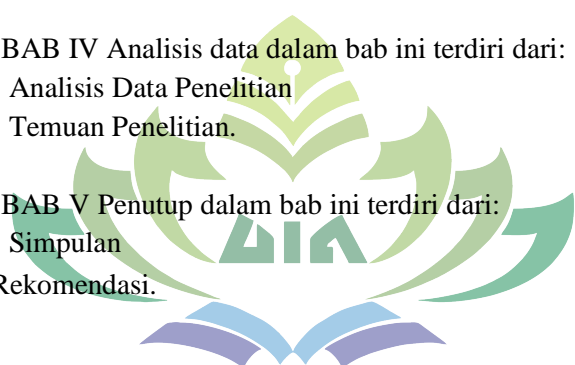 BAB IV Analisis data dalam bab ini terdiri dari:
Analisis Data Penelitian
Temuan Penelitian.
BAB V Penutup dalam bab ini terdiri dari:
Simpulan
UIN
Rekomendasi.